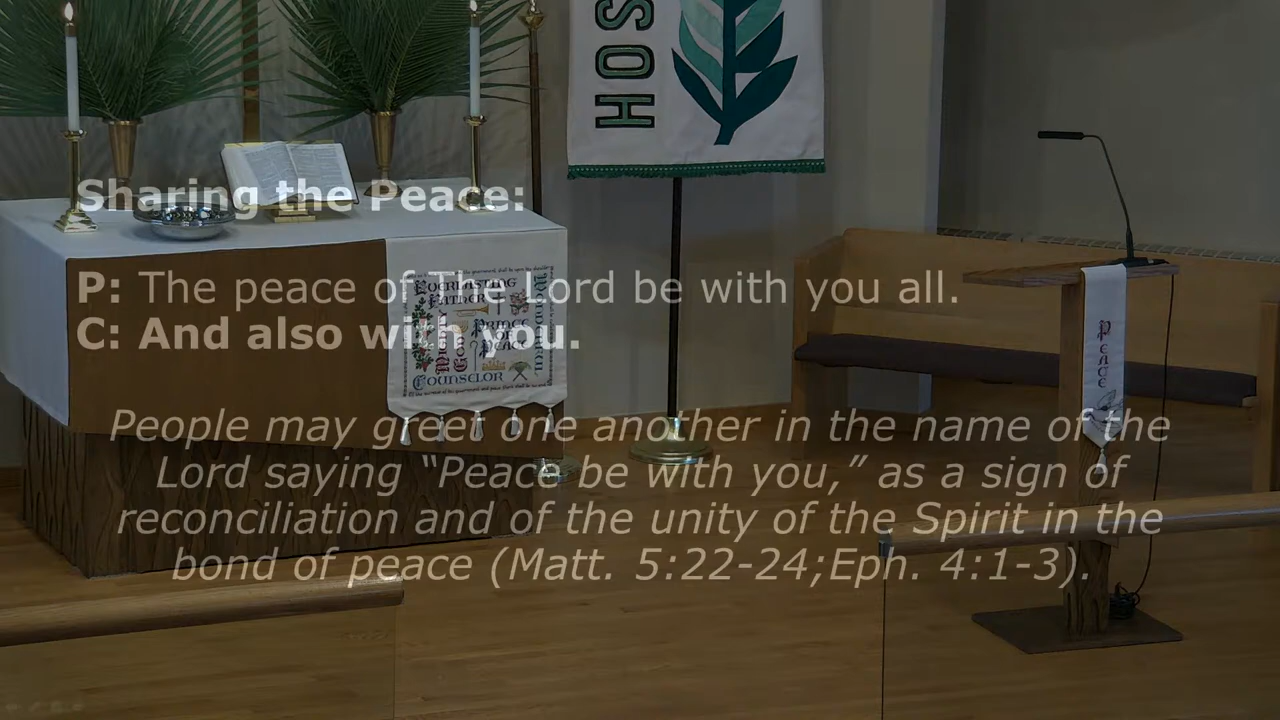 HOS
Sharing the Peace:
P: The peace of The Lord be with you all.
C: And also with you.
Everlasting
Father
Prince
of
Peace
Mighty
God
Wonderful
Counselor
PEACE
People may greet one another in the name of the
Lord saying “Peace be with you,” as a sign of
reconciliation and of the unity of the Spirit in the
bond of peace (Matt. 5:22-24;Eph. 4:1-3).